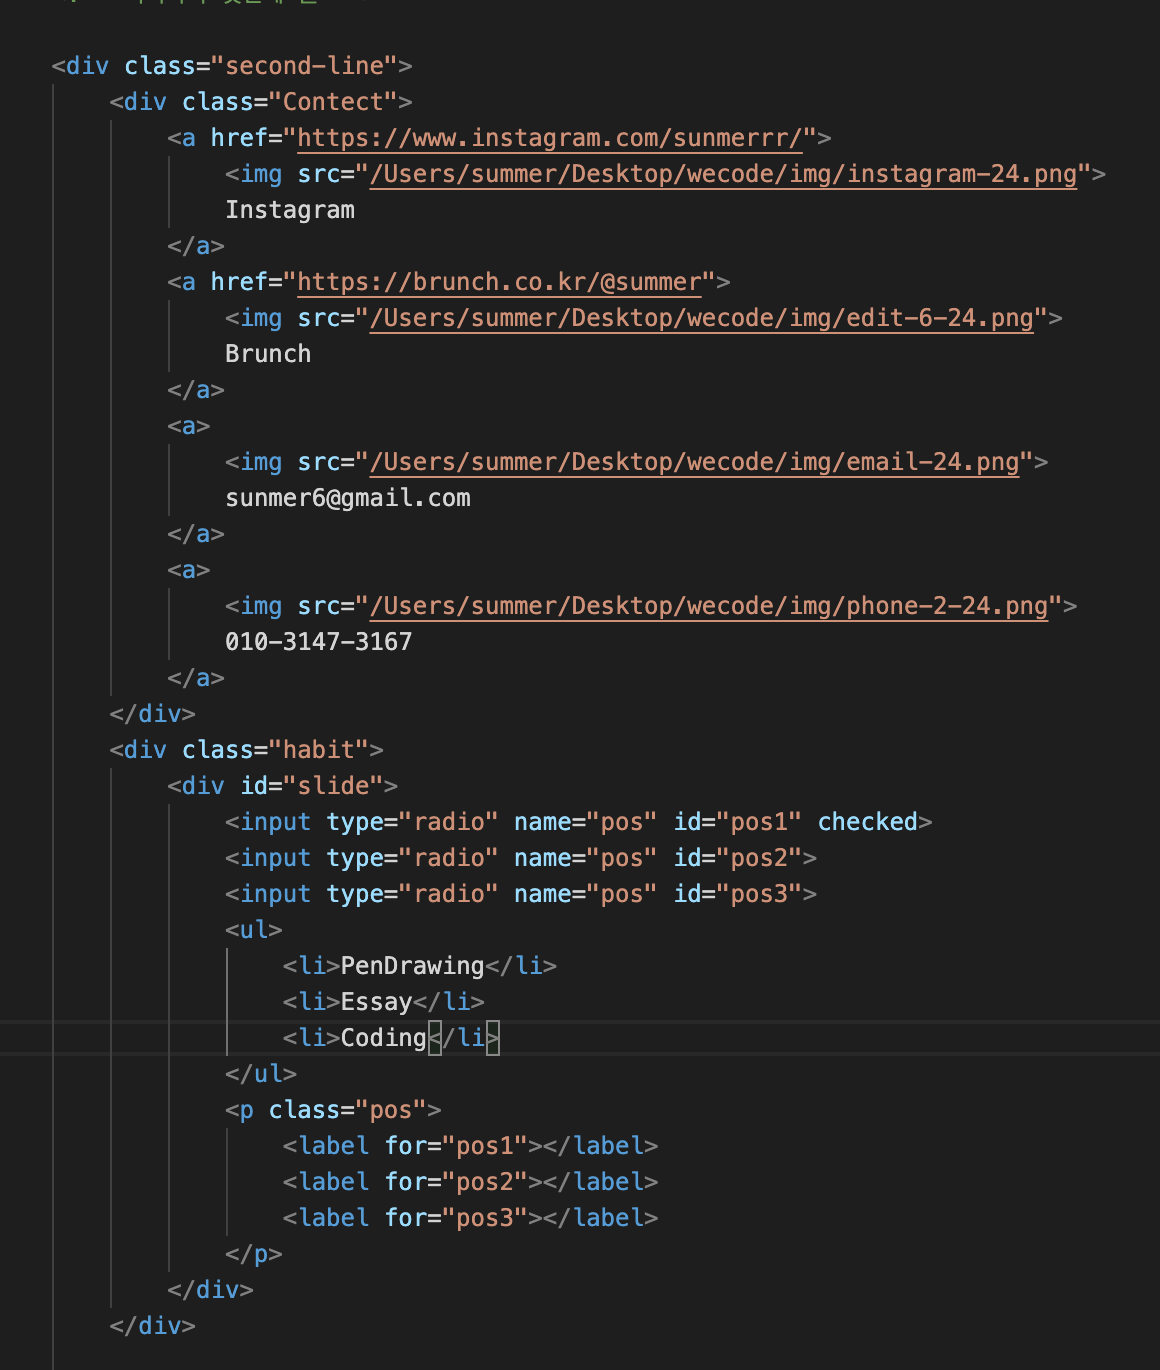 <div class="second-line">
<div class="Contect">
<a href="https://www.instagram.com/sunmerrr/">
<img src="/Users/summer/Desktop/wecode/img/instagram-24.png">
Instagram
</a>
<a href="https://brunch.co.kr/@summer">
<img src="/Users/summer/Desktop/wecode/img/edit-6-24.png">
Brunch
</a>
<a>
<img src="/Users/summer/Desktop/wecode/img/email-24.png">
sunmer6@gmail.com
</a>
<a>
<img src="/Users/summer/Desktop/wecode/img/phone-2-24.png">
010-3147-3167
</a>
</div>
<div class="habit">
<div id="slide">
<input type="radio" name="pos" id="pos1" checked>
<input type="radio" name="pos" id="pos2">
<input type="radio" name="pos" id="pos3">
<ul>
<li>PenDrawing</li>
<li>Essay</li>
<li>Coding</li>
</ul>
<p class="pos">
<label for="pos1"></label>
<label for="pos2"></label>
<label for="pos3"></label>
</p>
</div>
</div>